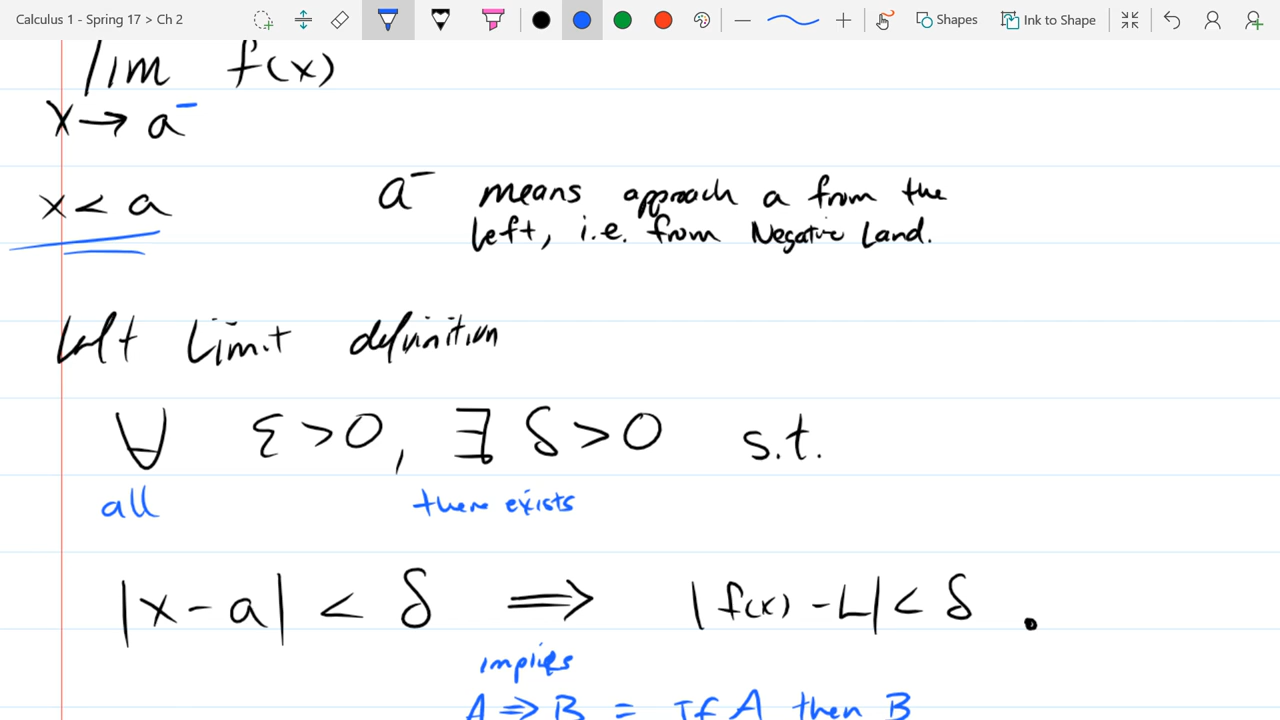 Calculus 1 - Spring 17 > Ch 2
Shapes
Ink to Shape
lim f(x)
x → a⁻
x < a
a⁻ means approach a from the
left, i.e. from Negative Land.
Left Limit definition
∀ ε > 0, ∃ δ > 0 s.t.
all there exists
|x - a| < δ ⟹ |f(x) - L| < δ .
implies
A ⟹ B = If A then B